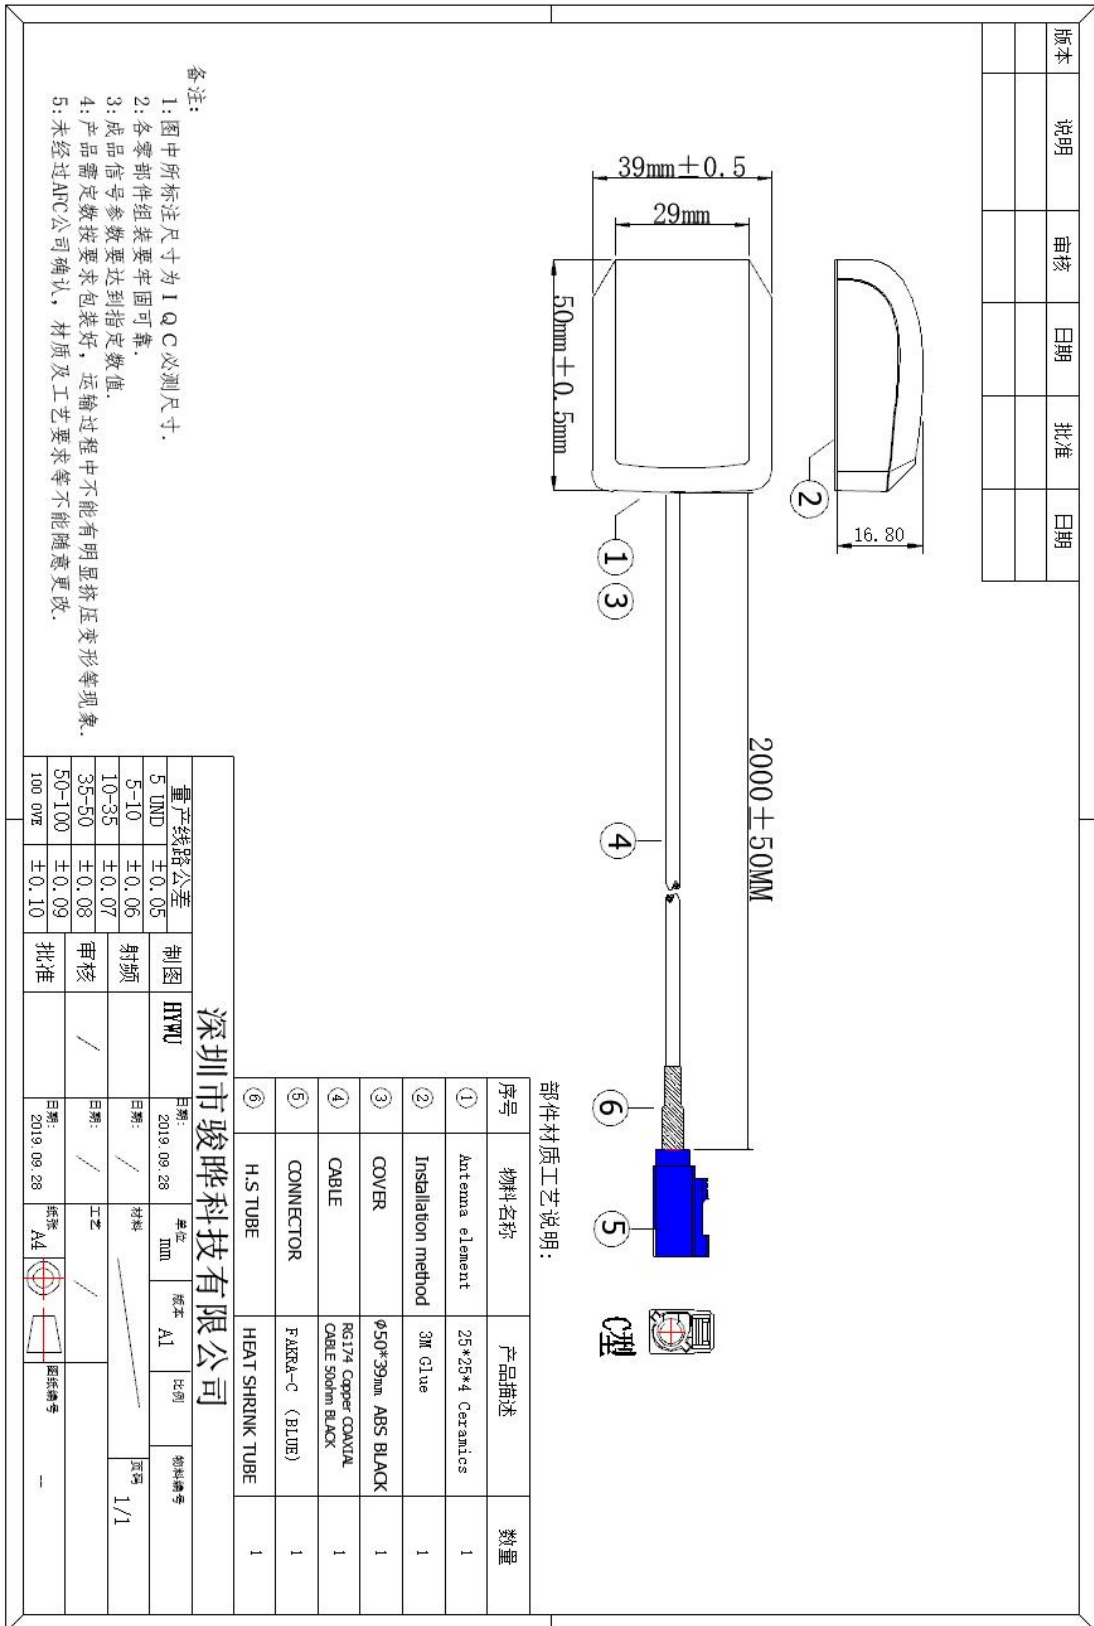 版本 说明 审核 日期 批准 日期
16.80
②
39mm±0.5
29mm
50mm±0.5mm
① ③
2000±50MM
④
⑥
⑤
C型
备注:
1:图中所标注尺寸为IQC必测尺寸.
2:各零部件组装要牢固可靠.
3:成品信号参数要达到指定数值.
4:产品需定数按要求包装好, 运输过程中不能有明显挤压变形等现象.
5:未经过AFC公司确认, 材质及工艺要求等不能随意更改.
部件材质工艺说明:
序号 物料名称 产品描述 数量
① Antenna element 25*25*4 Ceramics 1
② Installation method 3M Glue 1
③ COVER Φ50*39mm ABS BLACK 1
④ CABLE RG174 Copper COAXIAL
CABLE 50ohm BLACK 1
⑤ CONNECTOR FAKRA-C (BLUE) 1
⑥ H.S TUBE HEAT SHRINK TUBE 1
深圳市骏晔科技有限公司
量产线路公差
5 UND ±0.05
5-10 ±0.06
10-35 ±0.07
35-50 ±0.08
50-100 ±0.09
100 OVE ±0.10
制图 HYWU 日期: 2019.09.28 单位 mm 版本 A1 比例 物料编号
射频 日期: / 材料 页码 1/1
审核 / 日期: / 工艺 /
批准 日期: 2019.09.28 纸张 A4 图纸编号 --